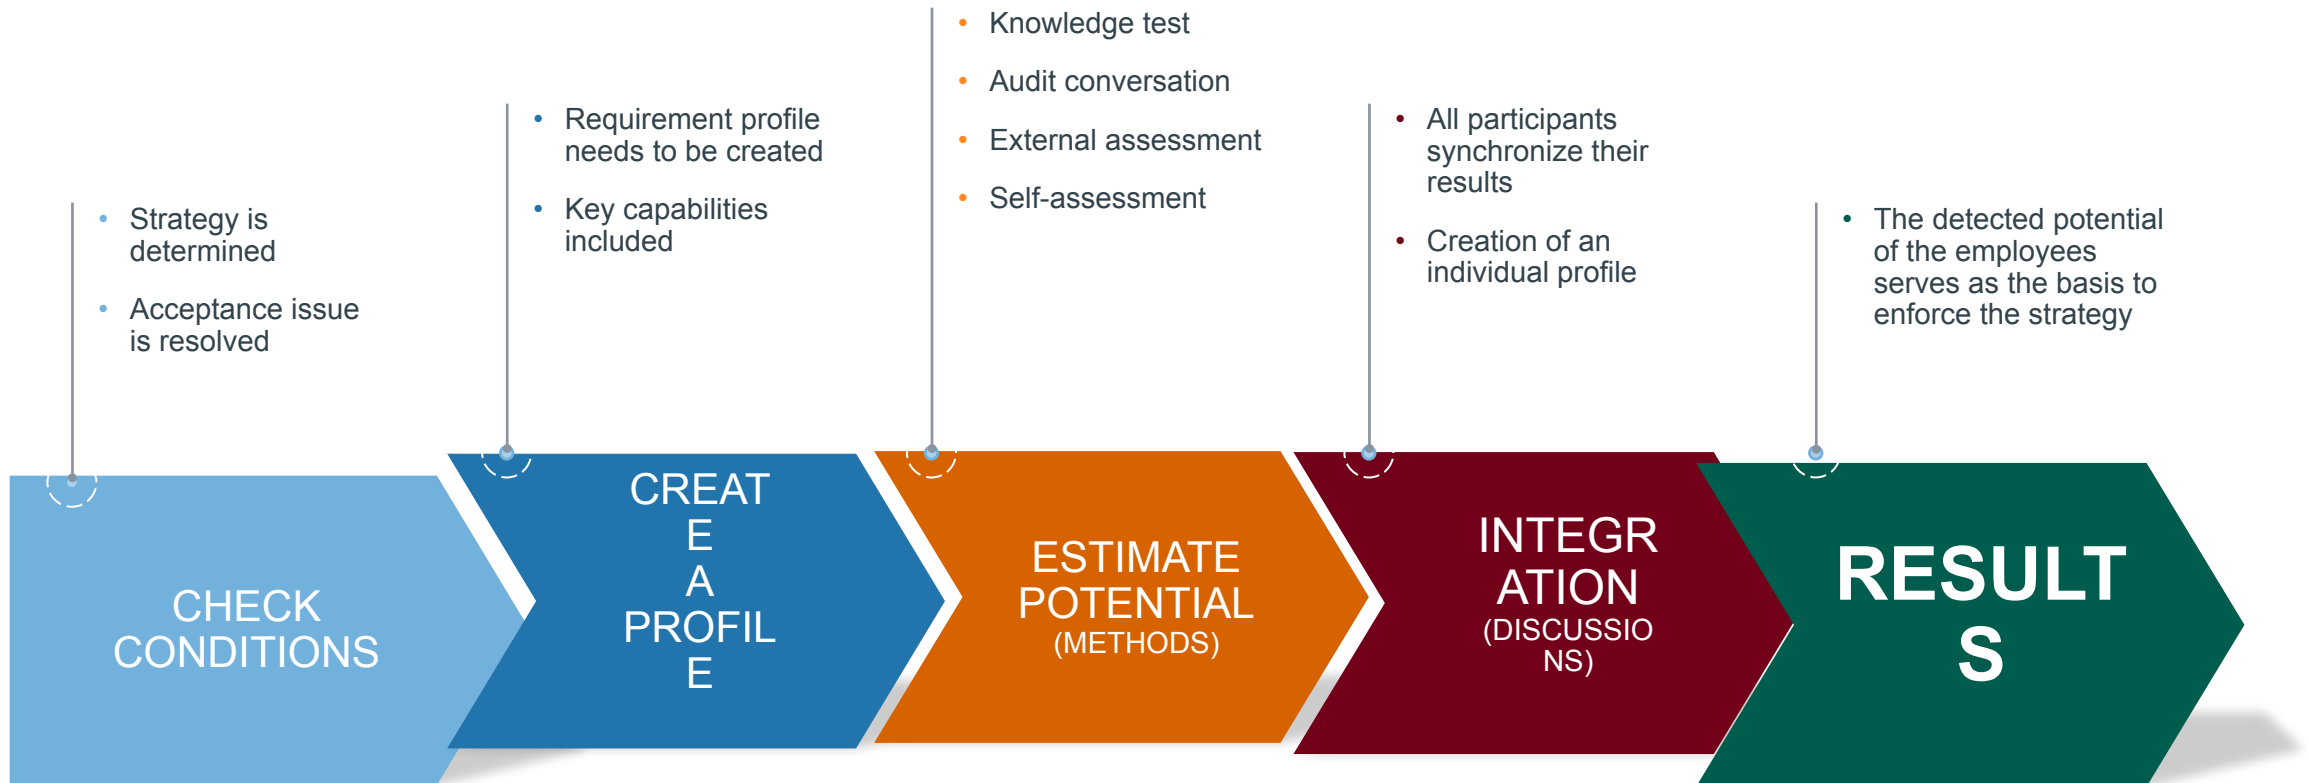 • Strategy is
determined
• Acceptance issue
is resolved
CHECK
CONDITIONS
• Requirement profile
needs to be created
• Key capabilities
included
CREAT
E
A
PROFIL
E
• Knowledge test
• Audit conversation
• External assessment
• Self-assessment
ESTIMATE
POTENTIAL
(METHODS)
• All participants
synchronize their
results
• Creation of an
individual profile
INTEGR
ATION
(DISCUSSIO
NS)
• The detected potential
of the employees
serves as the basis to
enforce the strategy
RESULT
S